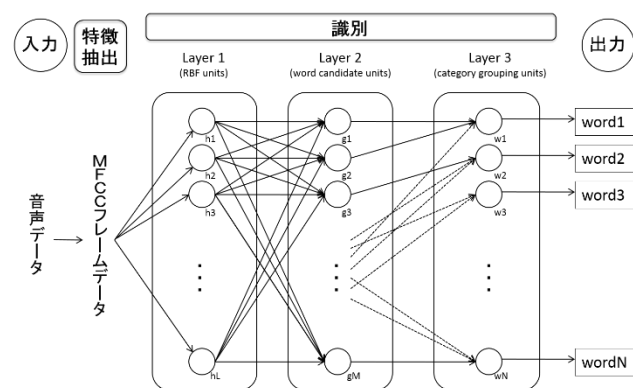 入力
特徴
抽出
識別
出力
Layer 1
(RBF units)
Layer 2
(word candidate units)
Layer 3
(category grouping units)
音声データ
MFCCフレームデータ
h1
h2
h3
hL
g1
g2
g3
gM
w1
w2
w3
wN
word1
word2
word3
wordN